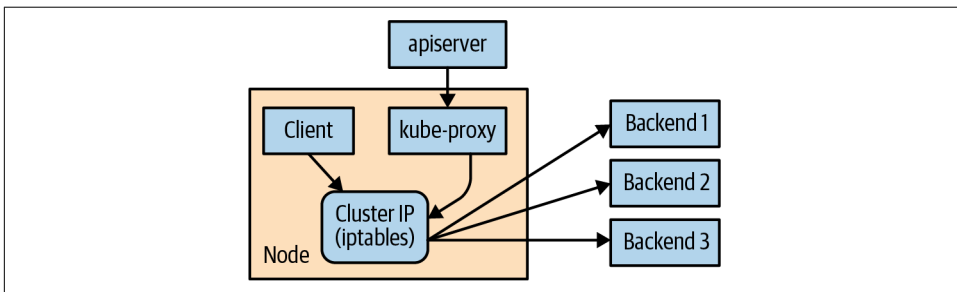 apiserver
Client
kube-proxy
Cluster IP
(iptables)
Node
Backend 1
Backend 2
Backend 3